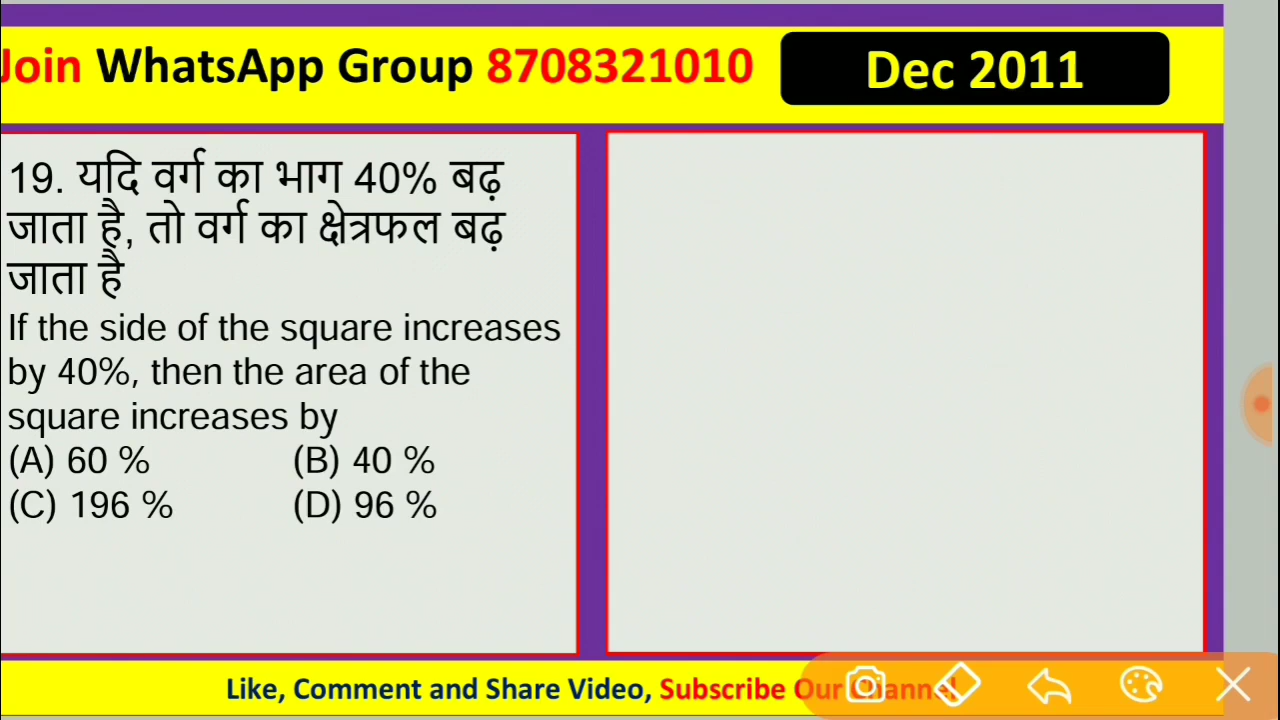 Join WhatsApp Group 8708321010
Dec 2011
19. यदि वर्ग का भाग 40% बढ़
जाता है, तो वर्ग का क्षेत्रफल बढ़
जाता है
If the side of the square increases
by 40%, then the area of the
square increases by
(A) 60 % (B) 40 %
(C) 196 % (D) 96 %
Like, Comment and Share Video, Subscribe Our Channel